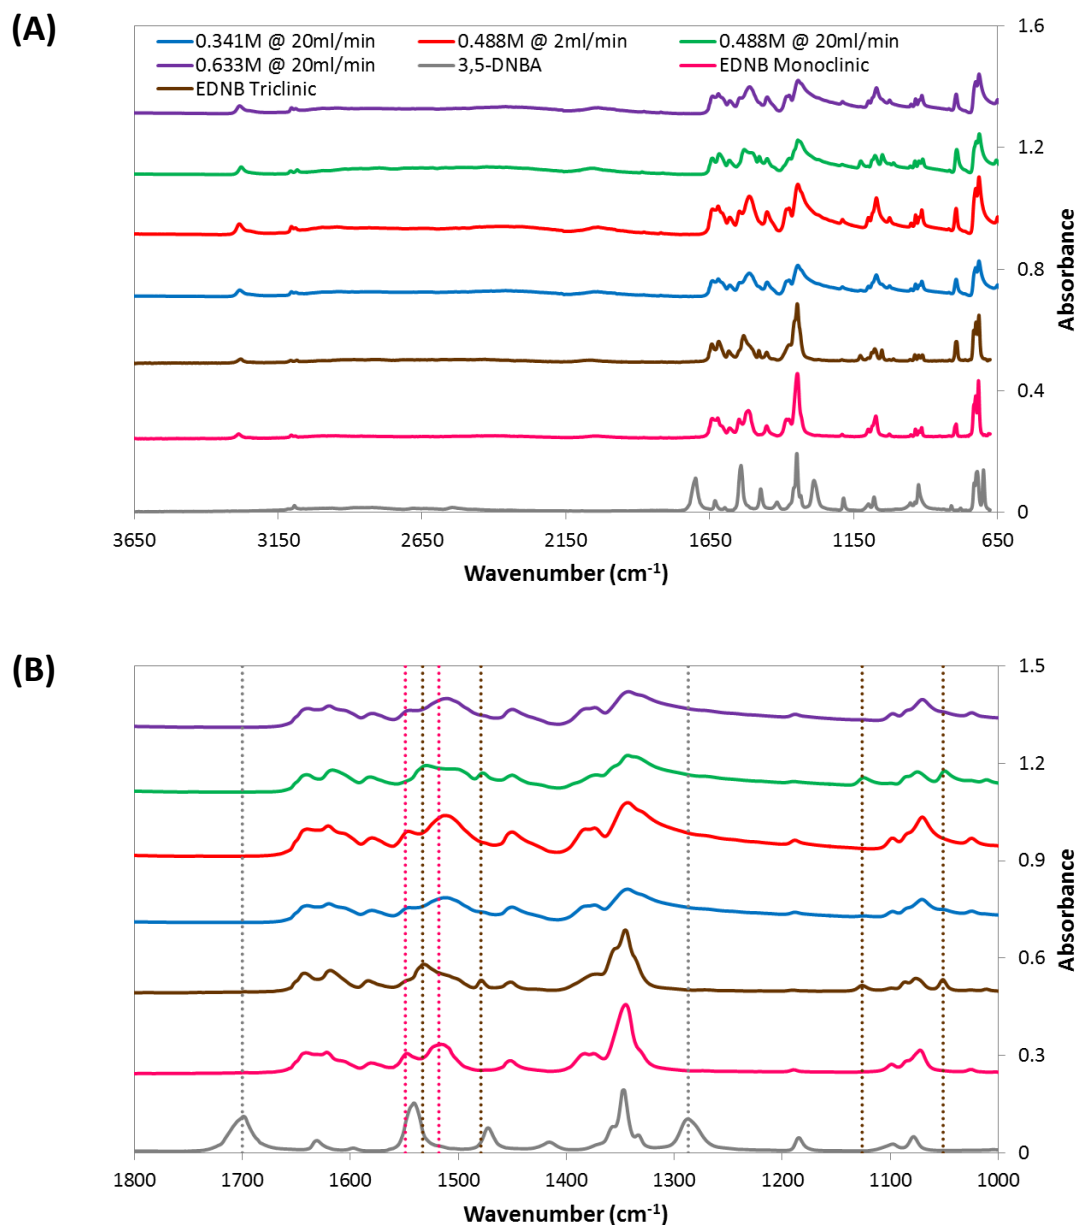 (A)
1.6
0.341M @ 20ml/min 0.488M @ 2ml/min 0.488M @ 20ml/min
0.633M @ 20ml/min 3,5-DNBA EDNB Monoclinic
EDNB Triclinic
1.2
0.8
Absorbance
0.4
0
3650 3150 2650 2150 1650 1150 650
Wavenumber (cm-1)
(B)
1.5
1.2
0.9
Absorbance
0.6
0.3
0
1800 1700 1600 1500 1400 1300 1200 1100 1000
Wavenumber (cm-1)